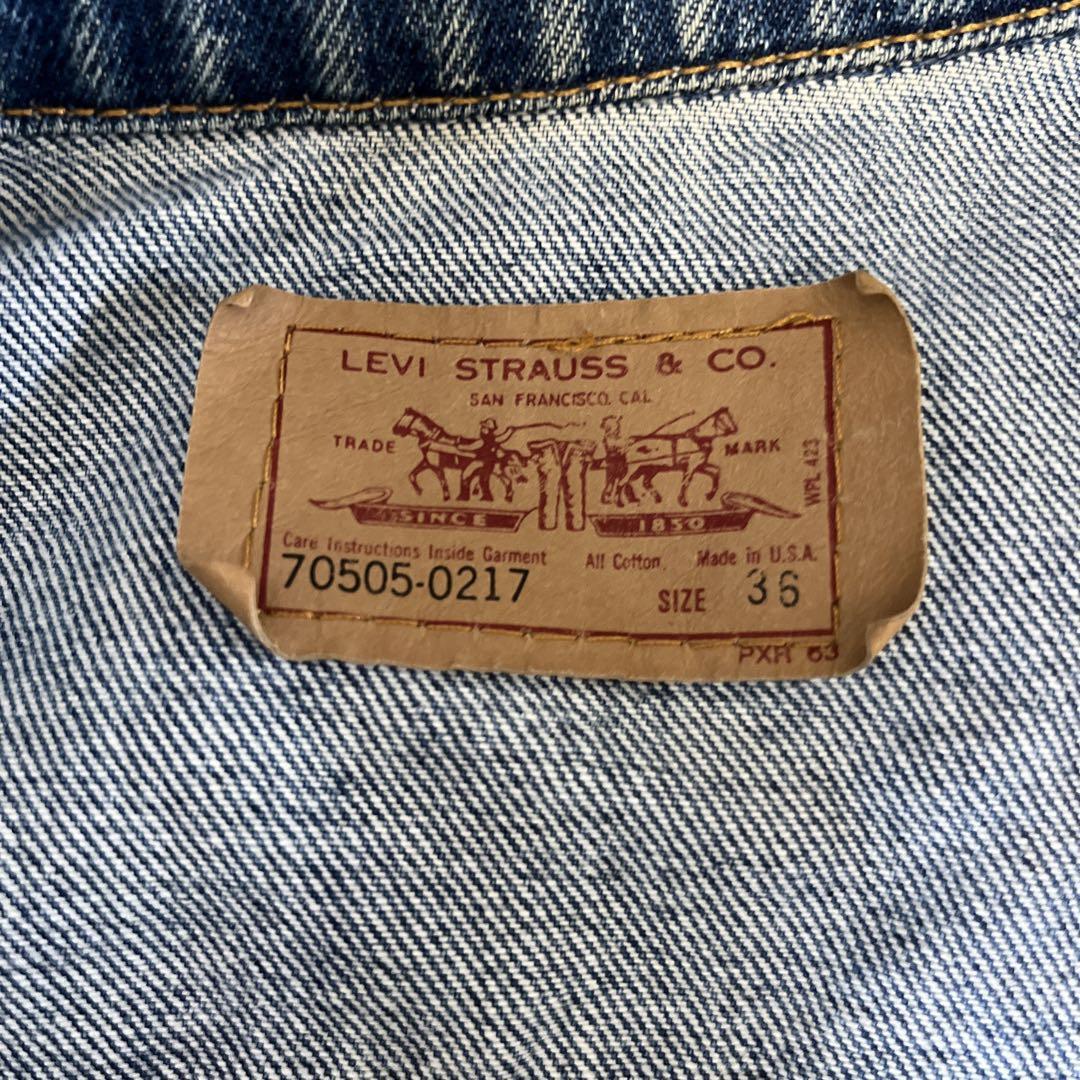 LEVI STRAUSS & CO.
SAN FRANCISCO, CAL.
TRADE MARK
WPL 423
SINCE 1850
Care Instructions Inside Garment All Cotton. Made in U.S.A.
70505-0217 SIZE 36
PXR 63